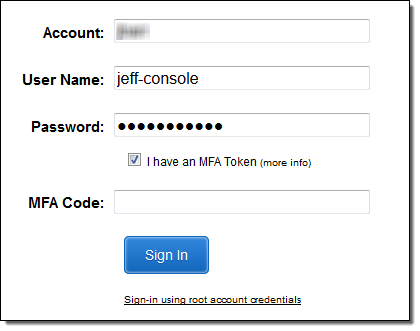 Account:
User Name: jeff-console
Password: ●●●●●●●●●●●
I have an MFA Token (more info)
MFA Code:
Sign In
Sign-in using root account credentials